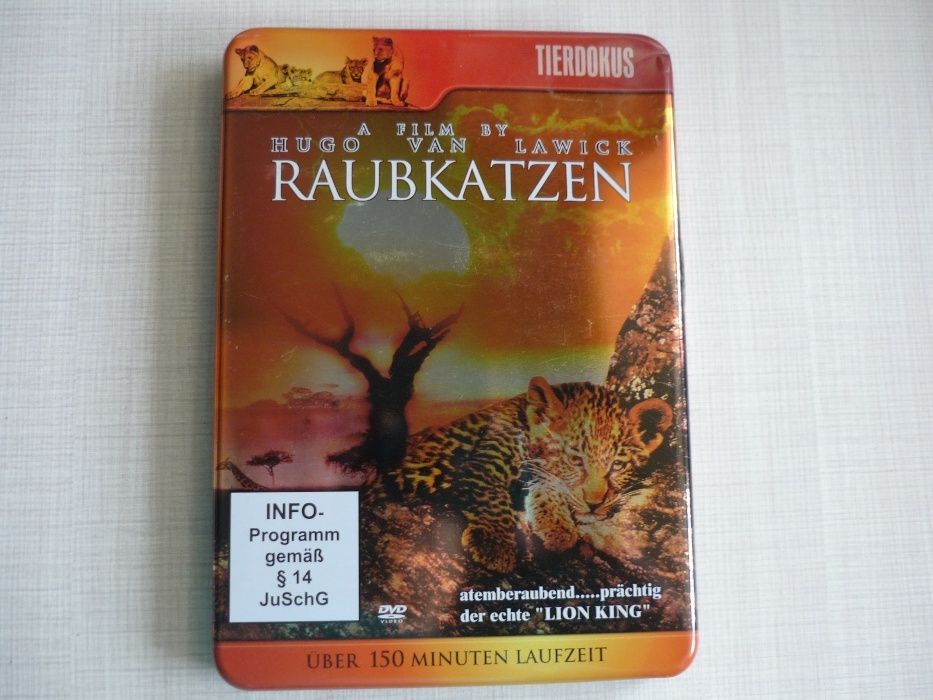 TIERDOKUS
A FILM BY
HUGO VAN LAWICK
RAUBKATZEN
INFO-
Programm
gemäß
§ 14
JuSchG
DVD
VIDEO
atemberaubend.....prächtig
der echte "LION KING"
ÜBER 150 MINUTEN LAUFZEIT